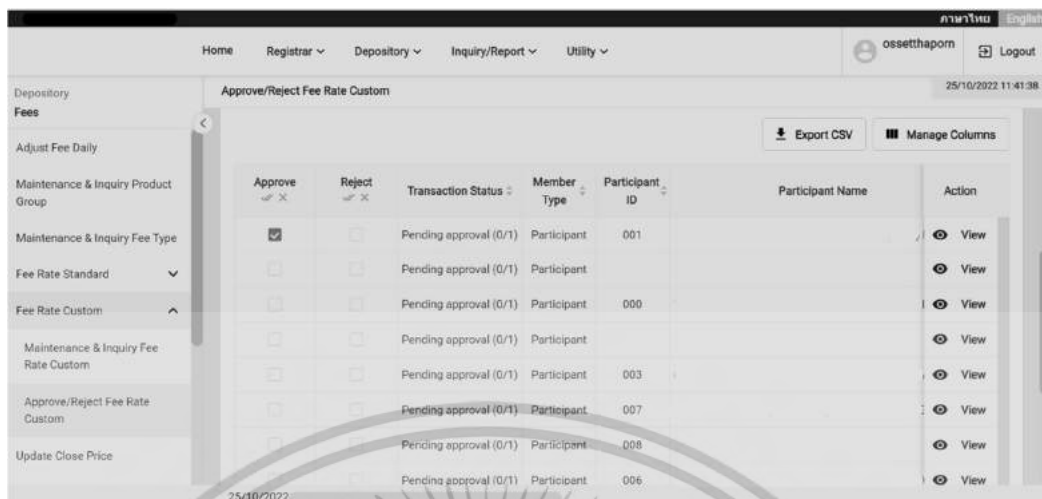 ภาษาไทย English
Home Registrar Depository Inquiry/Report Utility ossetthaporn Logout
Depository
Fees
Approve/Reject Fee Rate Custom
25/10/2022 11:41:38
Export CSV Manage Columns
Adjust Fee Daily
Maintenance & Inquiry Product Group
Maintenance & Inquiry Fee Type
Fee Rate Standard
Fee Rate Custom
Maintenance & Inquiry Fee Rate Custom
Approve/Reject Fee Rate Custom
Update Close Price
Approve Reject Transaction Status Member Type Participant ID Participant Name Action
Pending approval (0/1) Participant 001 View
Pending approval (0/1) Participant View
Pending approval (0/1) Participant 000 View
Pending approval (0/1) Participant View
Pending approval (0/1) Participant 003 View
Pending approval (0/1) Participant 007 View
Pending approval (0/1) Participant 008 View
Pending approval (0/1) Participant 006 View
25/10/2022